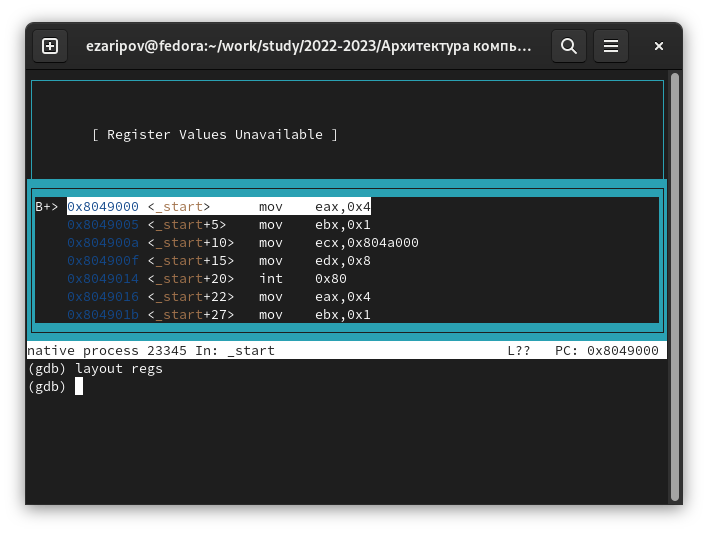 ezaripov@fedora:~/work/study/2022-2023/Архитектура компь…
[ Register Values Unavailable ]
B+> 0x8049000 <_start> mov eax,0x4
0x8049005 <_start+5> mov ebx,0x1
0x804900a <_start+10> mov ecx,0x804a000
0x804900f <_start+15> mov edx,0x8
0x8049014 <_start+20> int 0x80
0x8049016 <_start+22> mov eax,0x4
0x804901b <_start+27> mov ebx,0x1
native process 23345 In: _start L?? PC: 0x8049000
(gdb) layout regs
(gdb)